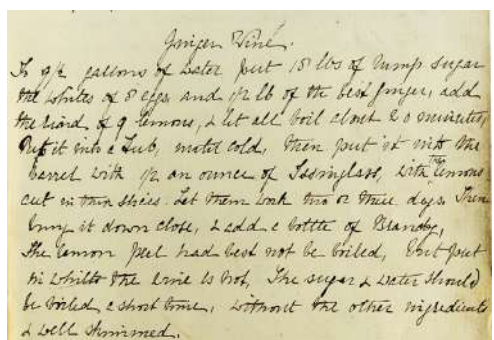 Ginger Wine.
To 9 1/2 gallons of Water put 18 lbs of lump sugar
the whites of 8 eggs and 1/2 lb of the best ginger, add
the rind of 9 lemons, & let all boil about 20 minutes,
Put it into a Tub, until cold, then put it into the
barrel with 1/2 an ounce of Issinglass, with the lemons
cut in thin slices. Let them work two or three days. Then
bung it down close, & add a bottle of Brandy,
The lemon peel had best not be boiled, but put
in whilst the wine is hot, The sugar & water should
be boiled a short time, without the other ingredients
& well skimmed.